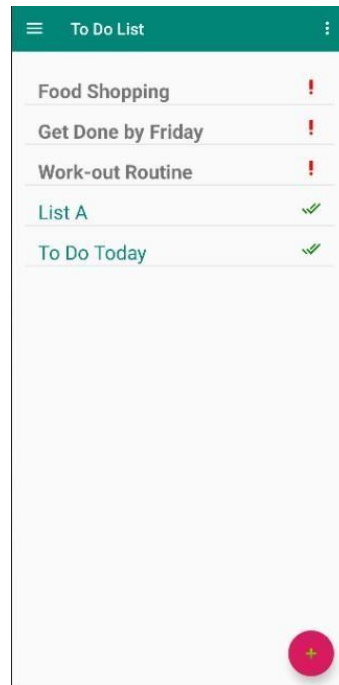 To Do List
Food Shopping
Get Done by Friday
Work-out Routine
List A
To Do Today